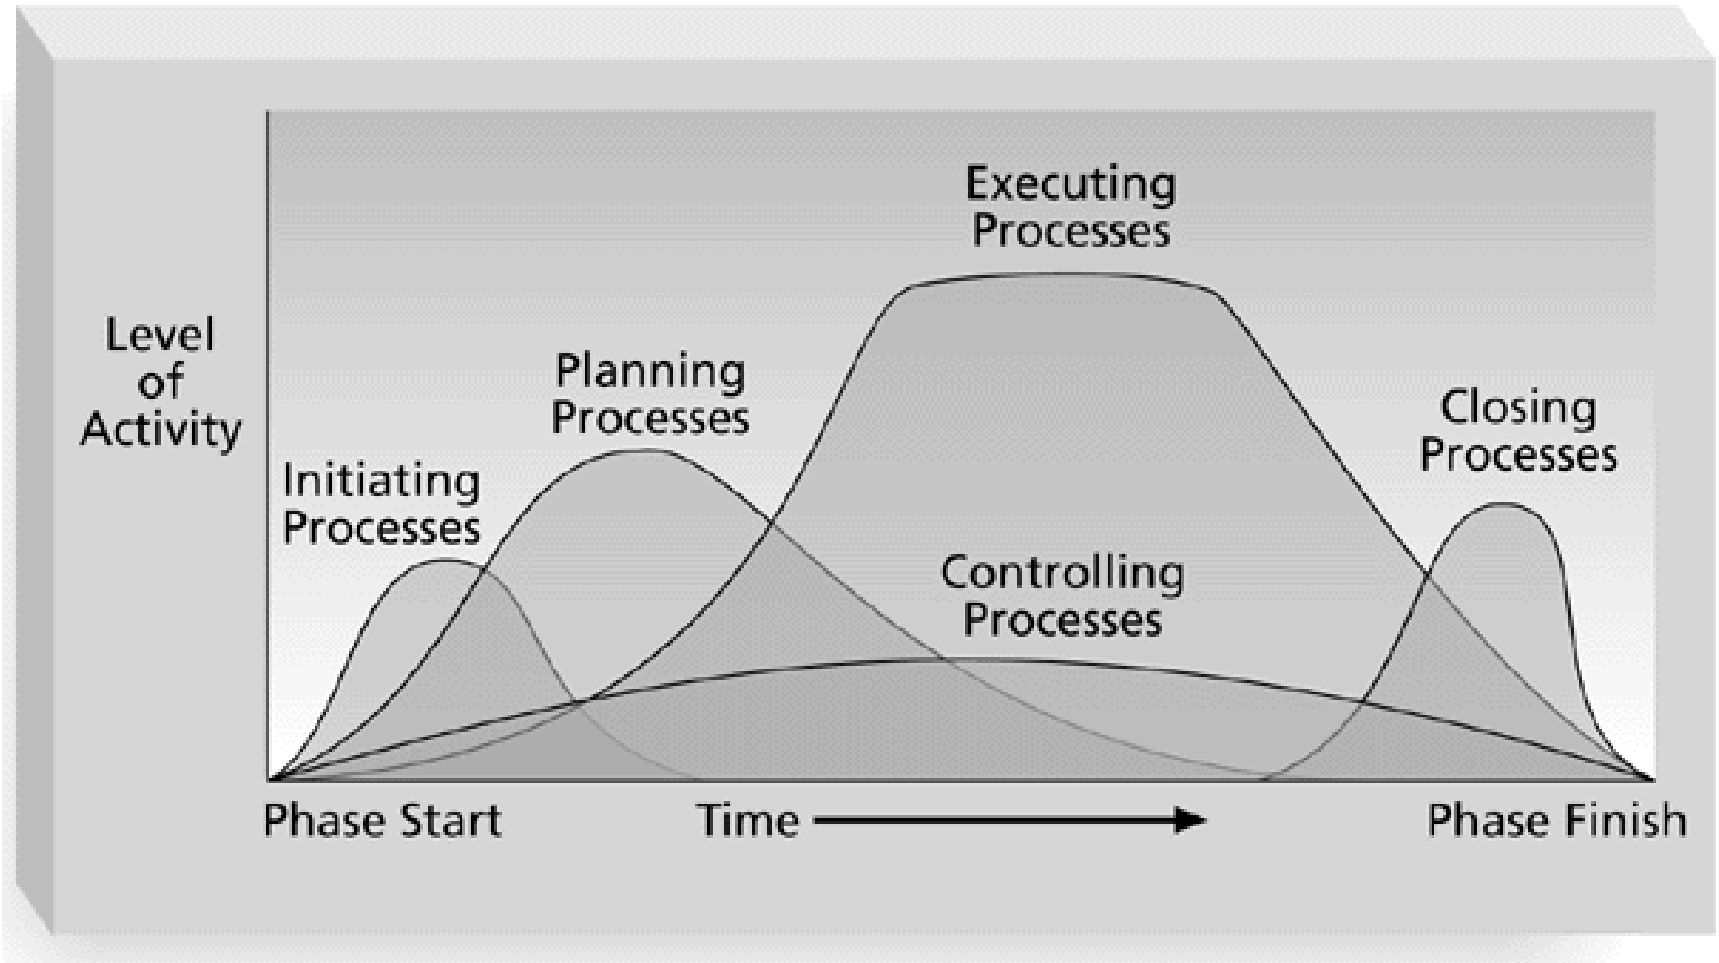 Executing
Processes
Level
of
Activity
Planning
Processes
Closing
Processes
Initiating
Processes
Controlling
Processes
Phase Start
Time
Phase Finish